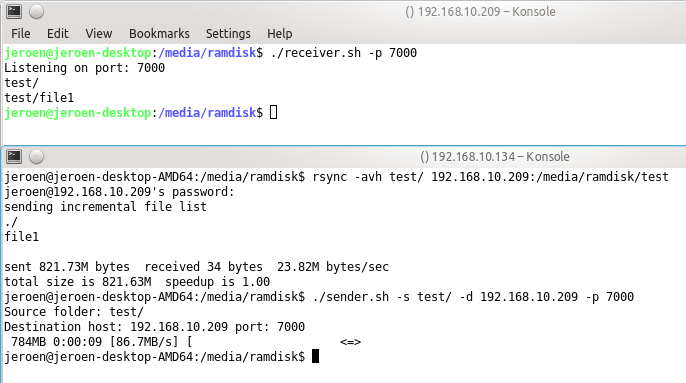 () 192.168.10.209 – Konsole
File Edit View Bookmarks Settings Help
jeroen@jeroen-desktop:/media/ramdisk$ ./receiver.sh -p 7000
Listening on port: 7000
test/
test/file1
jeroen@jeroen-desktop:/media/ramdisk$
() 192.168.10.134 – Konsole
jeroen@jeroen-desktop-AMD64:/media/ramdisk$ rsync -avh test/ 192.168.10.209:/media/ramdisk/test
jeroen@192.168.10.209's password:
sending incremental file list
./
file1
sent 821.73M bytes  received 34 bytes  23.82M bytes/sec
total size is 821.63M  speedup is 1.00
jeroen@jeroen-desktop-AMD64:/media/ramdisk$ ./sender.sh -s test/ -d 192.168.10.209 -p 7000
Source folder: test/
Destination host: 192.168.10.209 port: 7000
 784MB 0:00:09 [86.7MB/s] [                    <=>
jeroen@jeroen-desktop-AMD64:/media/ramdisk$